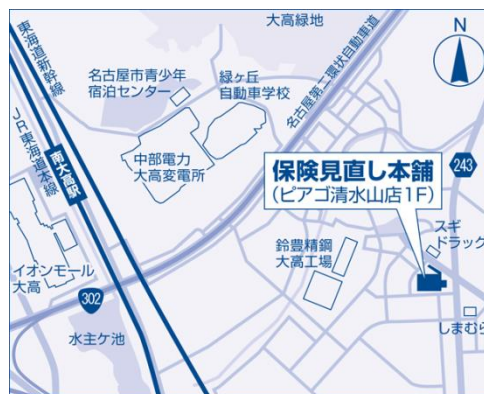 大高緑地
N
東海道新幹線
名古屋市青少年
宿泊センター
緑ヶ丘
自動車学校
名古屋第二環状自動車道
JR東海道本線
南大高駅
中部電力
大高変電所
保険見直し本舗
(ピアゴ清水山店1F)
243
スギ
ドラッグ
鈴豊精鋼
大高工場
イオンモール
大高
302
水主ケ池
しまむら